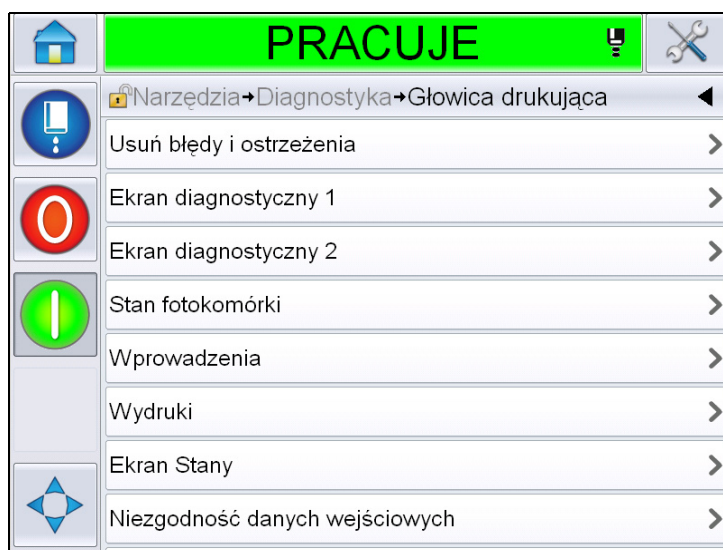 PRACUJE
Narzędzia→Diagnostyka→Głowica drukująca
Usuń błędy i ostrzeżenia
Ekran diagnostyczny 1
Ekran diagnostyczny 2
Stan fotokomórki
Wprowadzenia
Wydruki
Ekran Stany
Niezgodność danych wejściowych